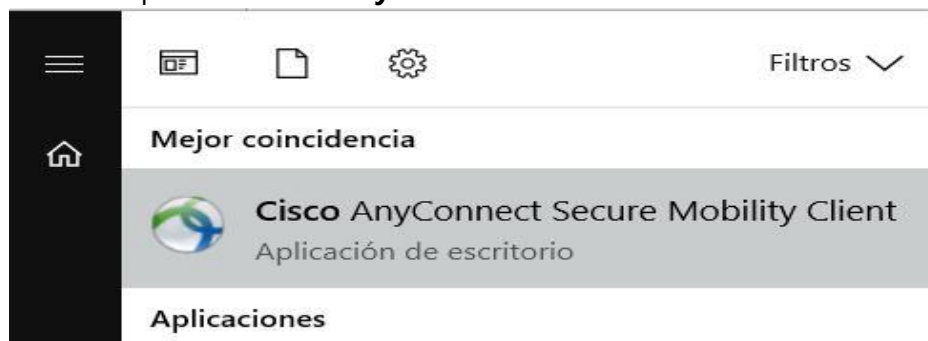 Filtros
Mejor coincidencia
Cisco AnyConnect Secure Mobility Client
Aplicación de escritorio
Aplicaciones